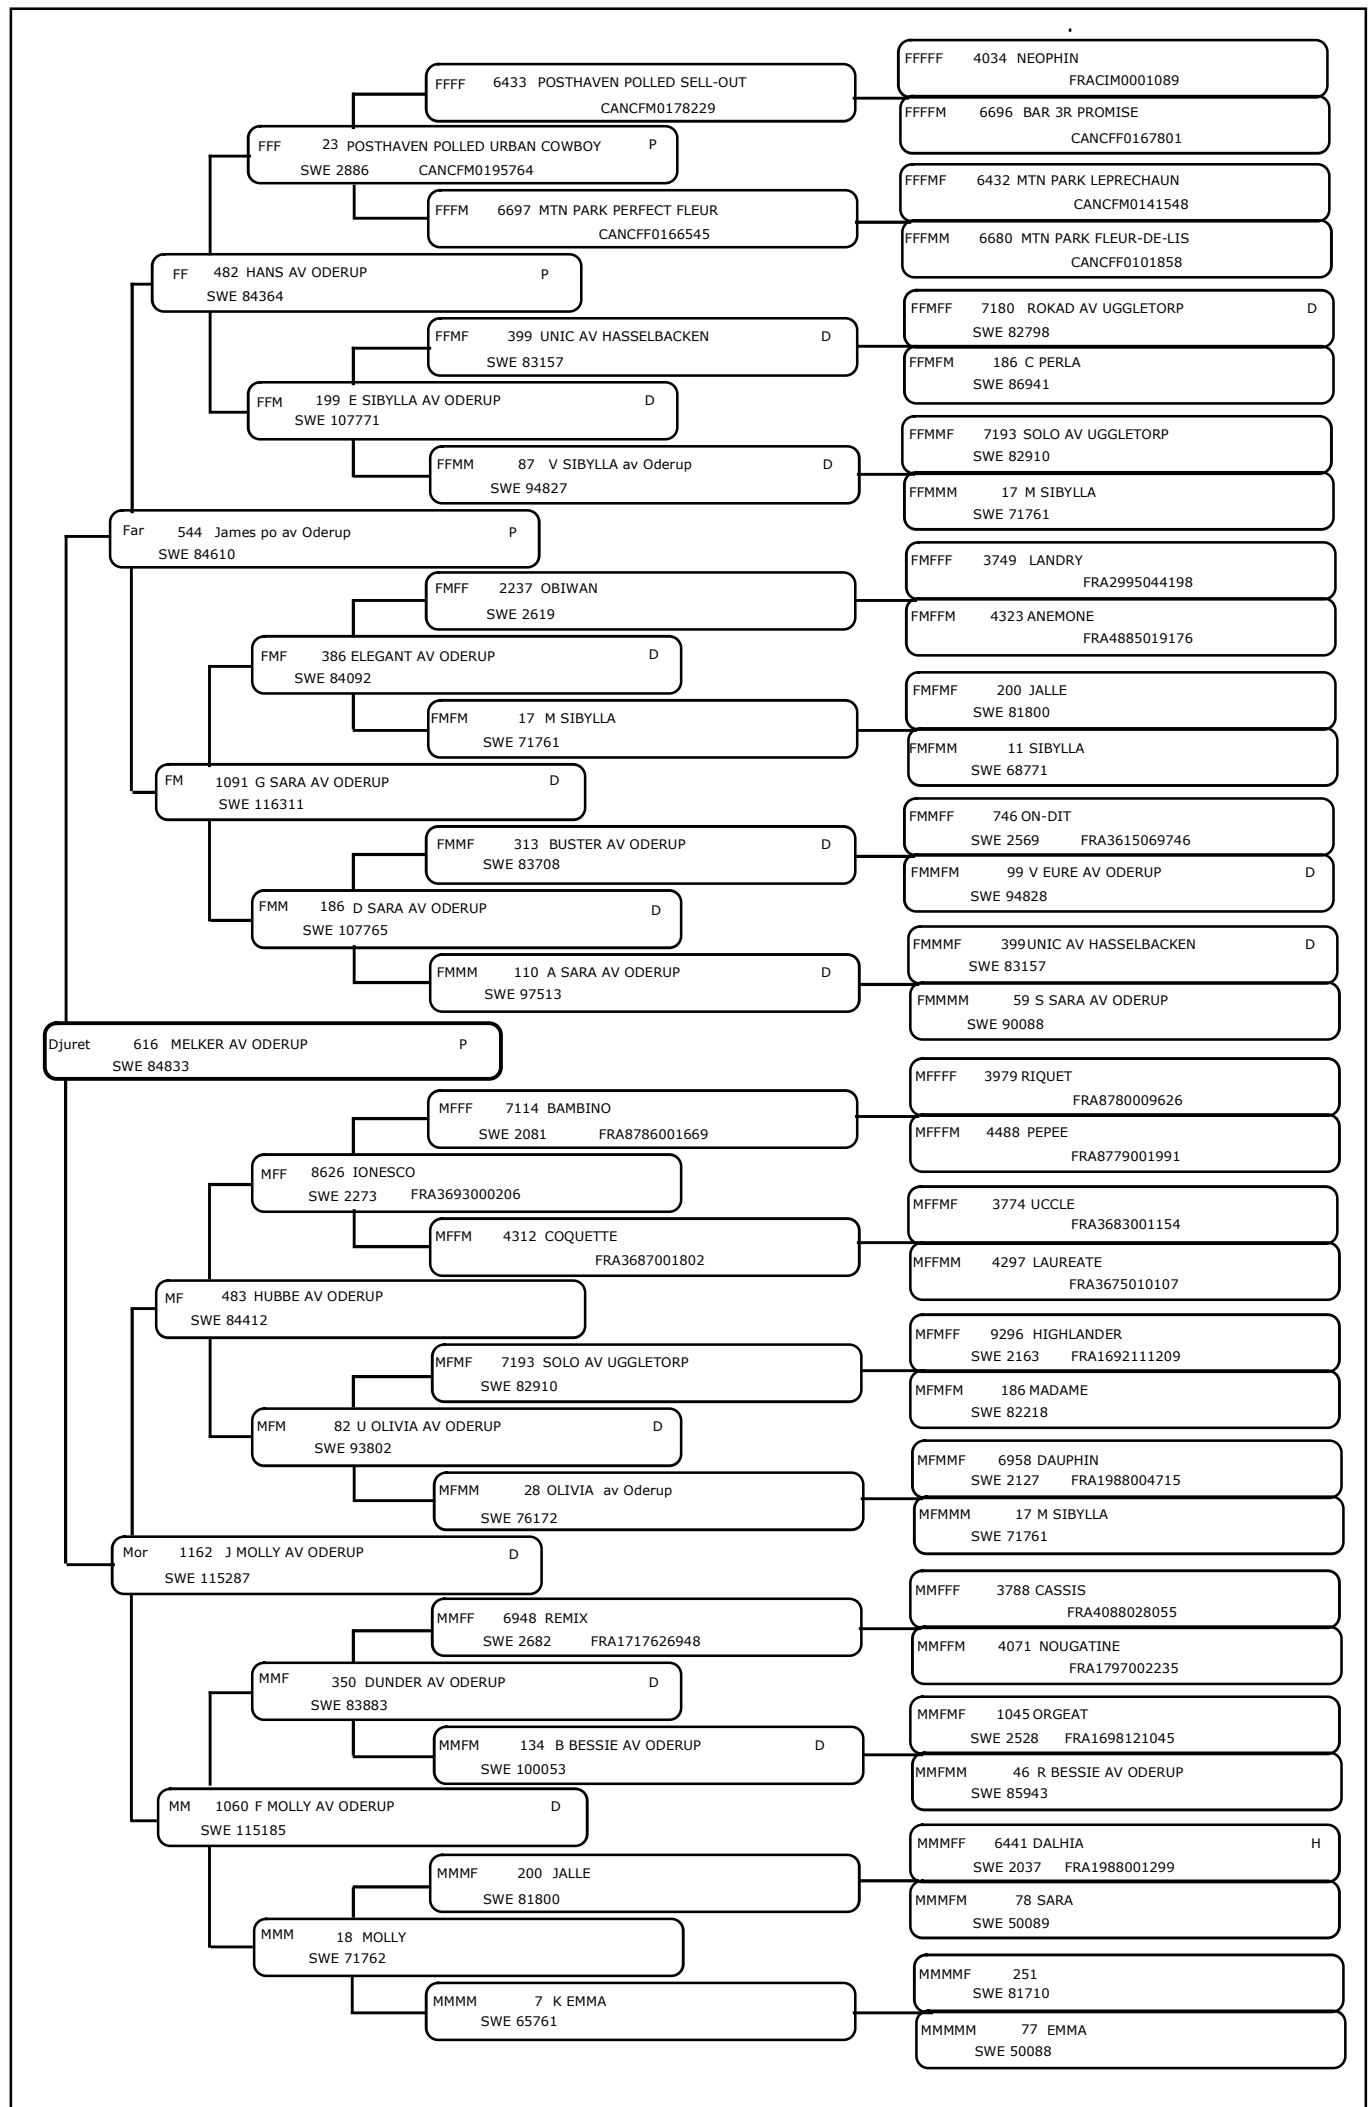 FFFFF 4034 NEOPHIN
FRACIM0001089
FFFF 6433 POSTHAVEN POLLED SELL-OUT
CANCFM0178229
FFFFM 6696 BAR 3R PROMISE
CANCFF0167801
FFF 23 POSTHAVEN POLLED URBAN COWBOY P
SWE 2886 CANCFM0195764
FFFMF 6432 MTN PARK LEPRECHAUN
CANCFM0141548
FFFM 6697 MTN PARK PERFECT FLEUR
CANCFF0166545
FFFMM 6680 MTN PARK FLEUR-DE-LIS
CANCFF0101858
FF 482 HANS AV ODERUP P
SWE 84364
FFMFF 7180 ROKAD AV UGGLETORP D
SWE 82798
FFMF 399 UNIC AV HASSELBACKEN D
SWE 83157
FFMFM 186 C PERLA
SWE 86941
FFM 199 E SIBYLLA AV ODERUP D
SWE 107771
FFMMF 7193 SOLO AV UGGLETORP
SWE 82910
FFMM 87 V SIBYLLA av Oderup D
SWE 94827
FFMMM 17 M SIBYLLA
SWE 71761
Far 544 James po av Oderup P
SWE 84610
FMFFF 3749 LANDRY
FRA2995044198
FMFF 2237 OBIWAN
SWE 2619
FMFFM 4323 ANEMONE
FRA4885019176
FMF 386 ELEGANT AV ODERUP D
SWE 84092
FMFMF 200 JALLE
SWE 81800
FMFM 17 M SIBYLLA
SWE 71761
FMFMM 11 SIBYLLA
SWE 68771
FM 1091 G SARA AV ODERUP D
SWE 116311
FMMFF 746 ON-DIT
SWE 2569 FRA3615069746
FMMF 313 BUSTER AV ODERUP D
SWE 83708
FMMFM 99 V EURE AV ODERUP D
SWE 94828
FMM 186 D SARA AV ODERUP D
SWE 107765
FMMMF 399 UNIC AV HASSELBACKEN D
SWE 83157
FMMM 110 A SARA AV ODERUP D
SWE 97513
FMMMM 59 S SARA AV ODERUP
SWE 90088
Djuret 616 MELKER AV ODERUP P
SWE 84833
MFFFF 3979 RIQUET
FRA8780009626
MFFF 7114 BAMBINO
SWE 2081 FRA8786001669
MFFFM 4488 PEPEE
FRA8779001991
MFF 8626 IONESCO
SWE 2273 FRA3693000206
MFFMF 3774 UCCLE
FRA3683001154
MFFM 4312 COQUETTE
FRA3687001802
MFFMM 4297 LAUREATE
FRA3675010107
MF 483 HUBBE AV ODERUP
SWE 84412
MFMFF 9296 HIGHLANDER
SWE 2163 FRA1692111209
MFMF 7193 SOLO AV UGGLETORP
SWE 82910
MFMFM 186 MADAME
SWE 82218
MFM 82 U OLIVIA AV ODERUP D
SWE 93802
MFMMF 6958 DAUPHIN
SWE 2127 FRA1988004715
MFMM 28 OLIVIA av Oderup
SWE 76172
MFMMM 17 M SIBYLLA
SWE 71761
Mor 1162 J MOLLY AV ODERUP D
SWE 115287
MMFFF 3788 CASSIS
FRA4088028055
MMFF 6948 REMIX
SWE 2682 FRA1717626948
MMFFM 4071 NOUGATINE
FRA1797002235
MMF 350 DUNDER AV ODERUP D
SWE 83883
MMFMF 1045 ORGEAT
SWE 2528 FRA1698121045
MMFM 134 B BESSIE AV ODERUP D
SWE 100053
MMFMM 46 R BESSIE AV ODERUP
SWE 85943
MM 1060 F MOLLY AV ODERUP D
SWE 115185
MMMFF 6441 DALHIA H
SWE 2037 FRA1988001299
MMMF 200 JALLE
SWE 81800
MMMFM 78 SARA
SWE 50089
MMM 18 MOLLY
SWE 71762
MMMMF 251
SWE 81710
MMMM 7 K EMMA
SWE 65761
MMMMM 77 EMMA
SWE 50088